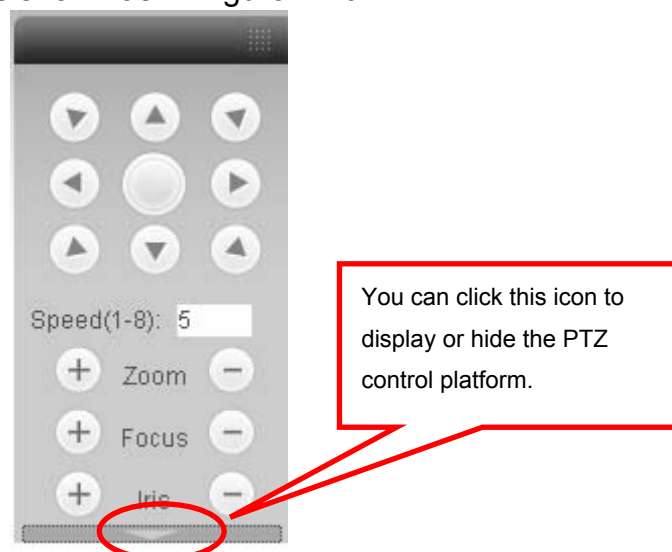 Speed(1-8): 5
+ Zoom −
+ Focus −
+ Iris −
You can click this icon to
display or hide the PTZ
control platform.